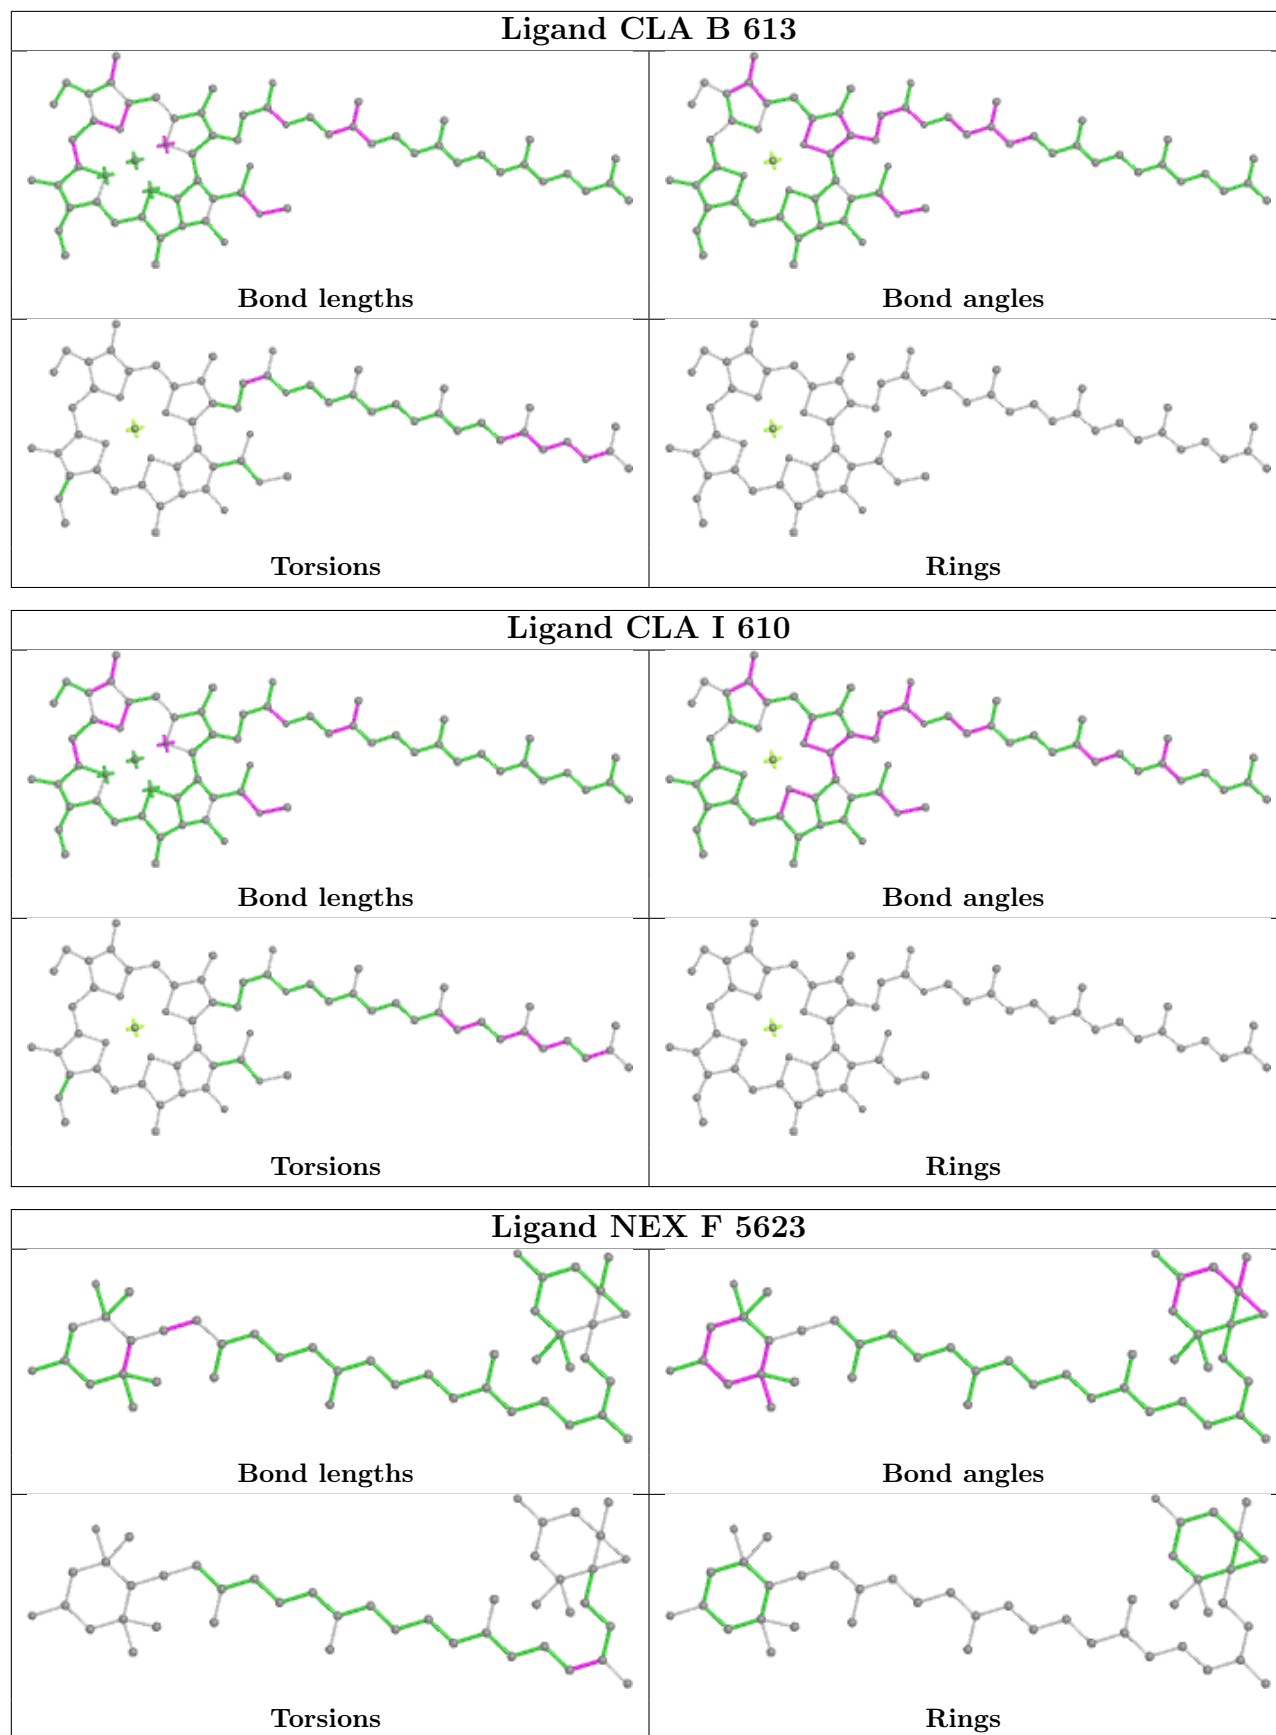 Ligand CLA B 613
Bond lengths
Bond angles
Torsions
Rings
Ligand CLA I 610
Bond lengths
Bond angles
Torsions
Rings
Ligand NEX F 5623
Bond lengths
Bond angles
Torsions
Rings